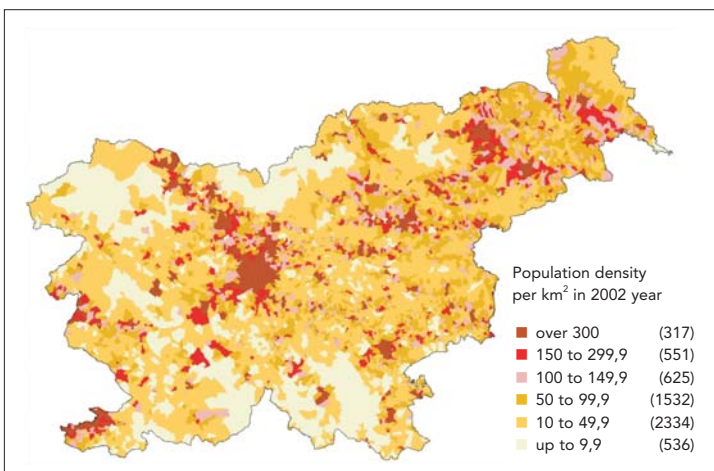 Population density
per km² in 2002 year
over 300 (317)
150 to 299,9 (551)
100 to 149,9 (625)
50 to 99,9 (1532)
10 to 49,9 (2334)
up to 9,9 (536)